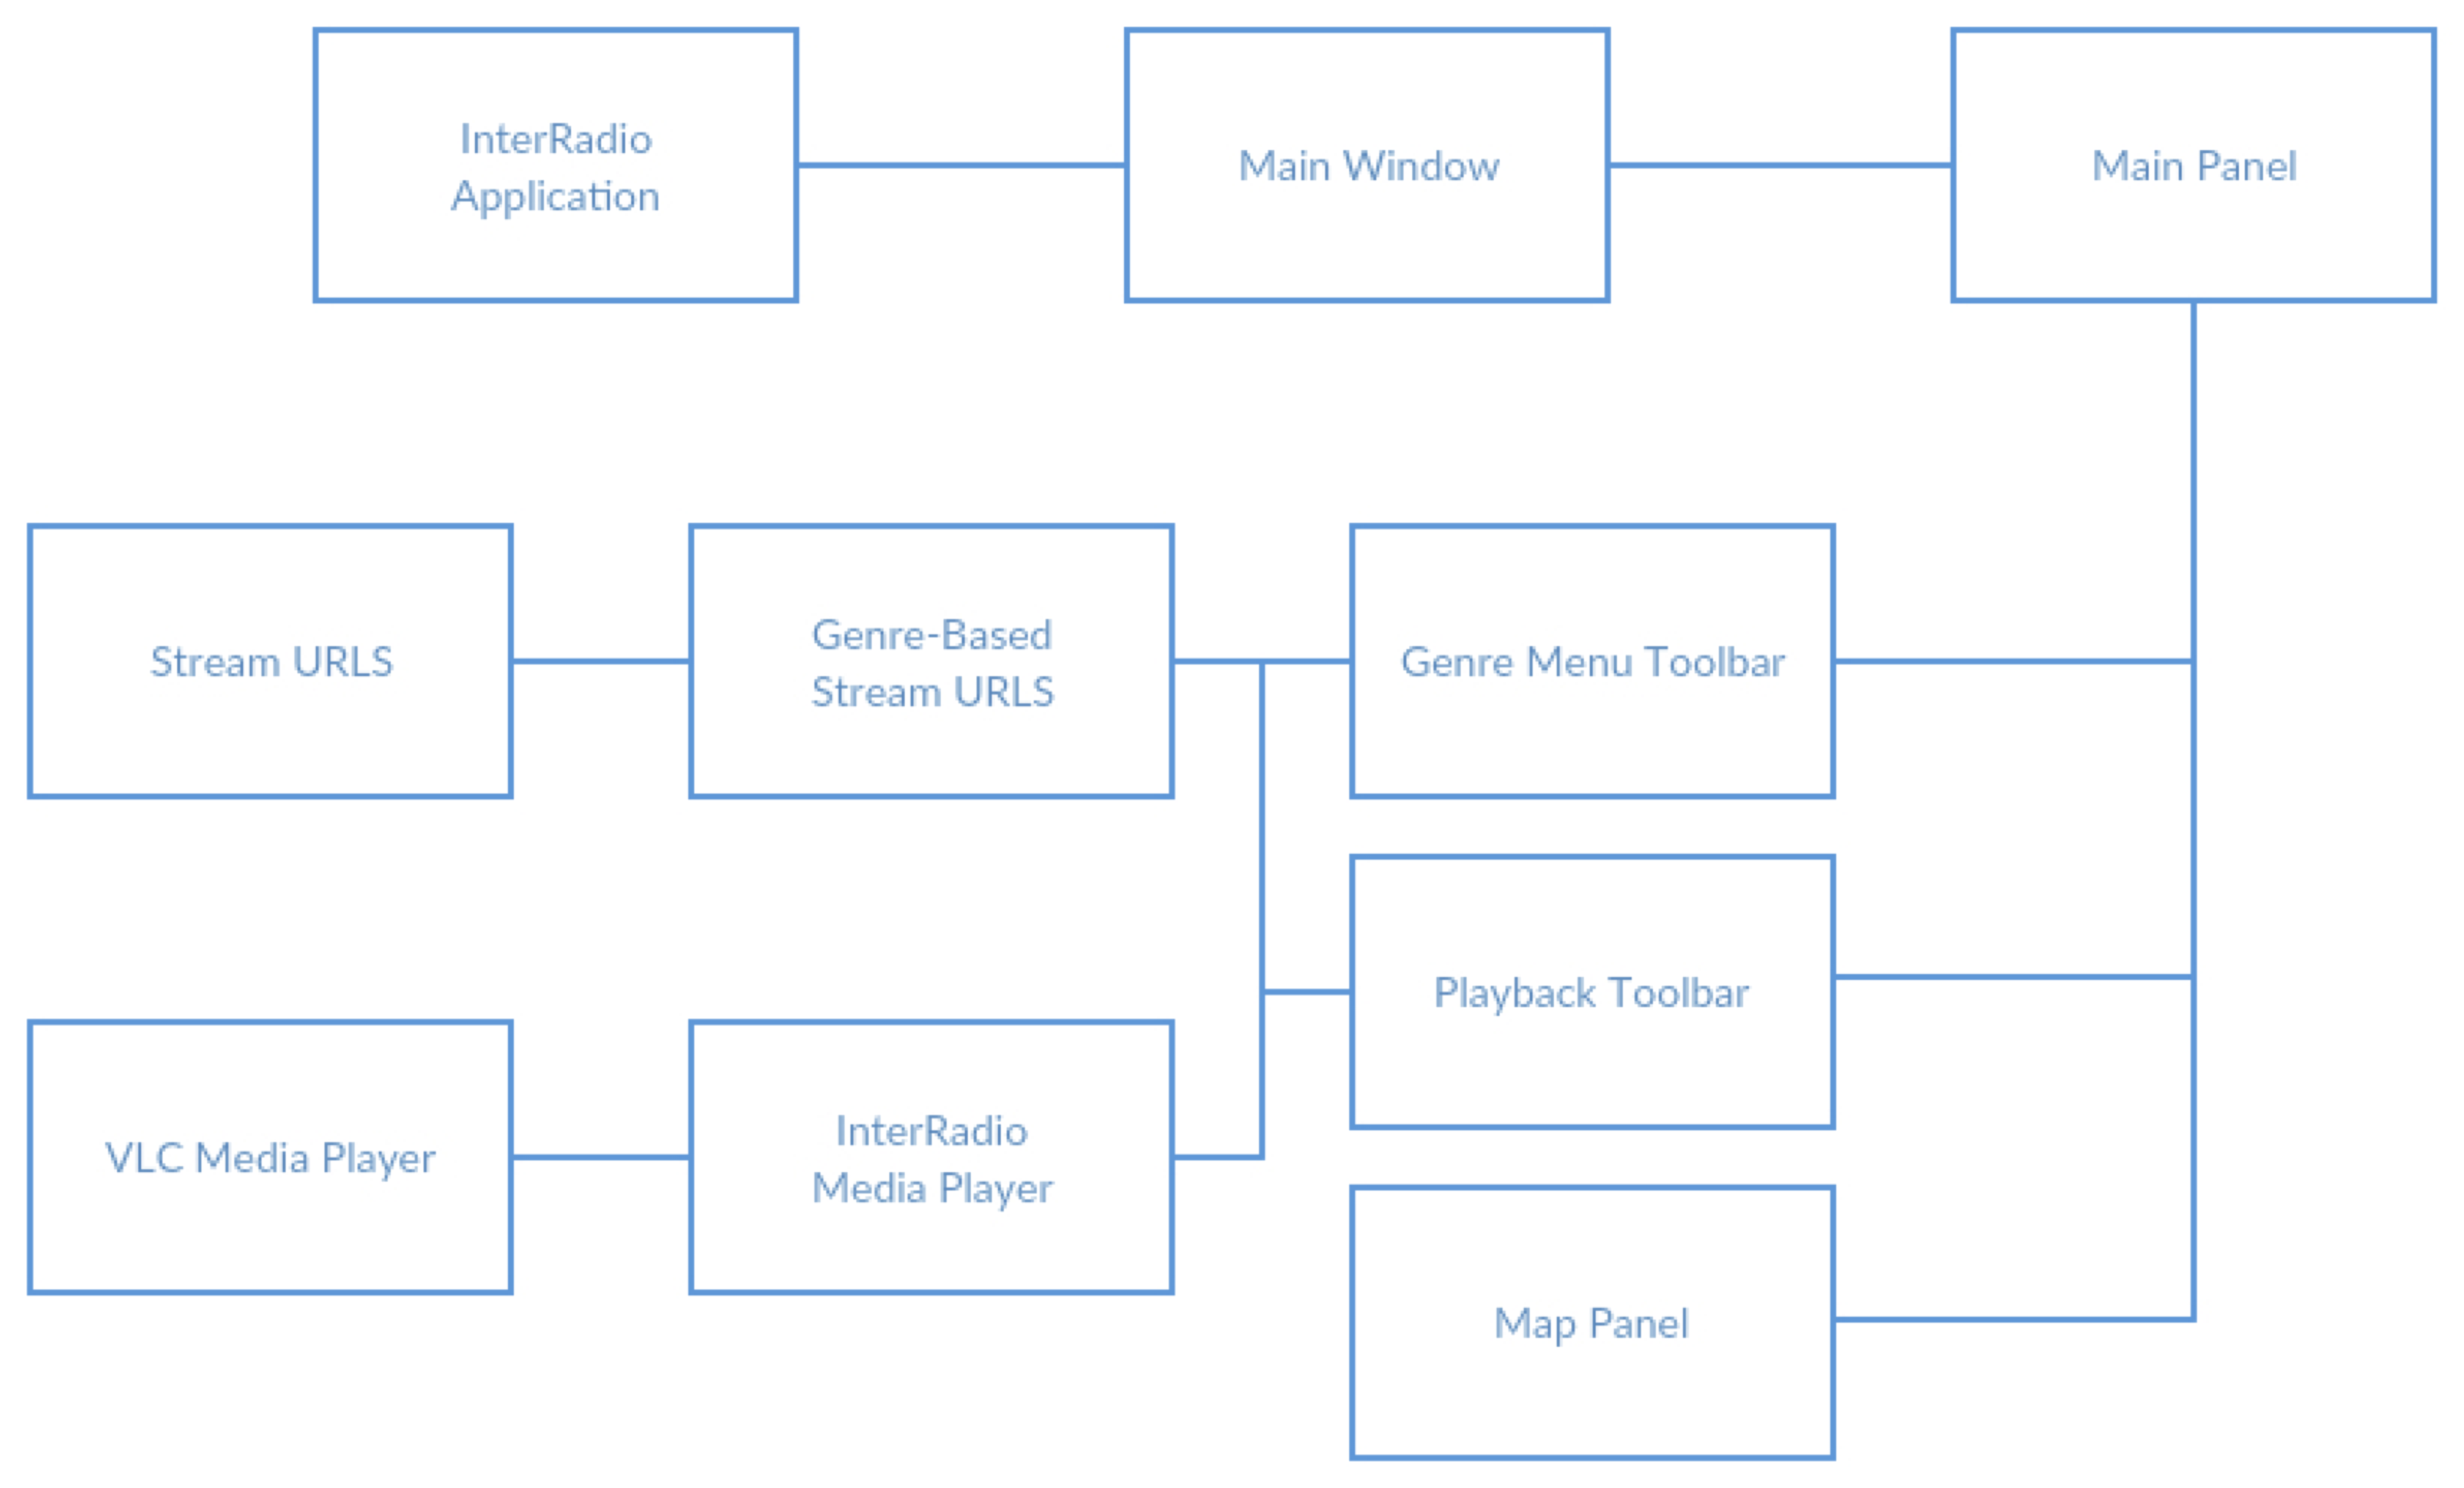 InterRadio
Application
Main Window
Main Panel
Stream URLS
Genre-Based
Stream URLS
Genre Menu Toolbar
Playback Toolbar
VLC Media Player
InterRadio
Media Player
Map Panel